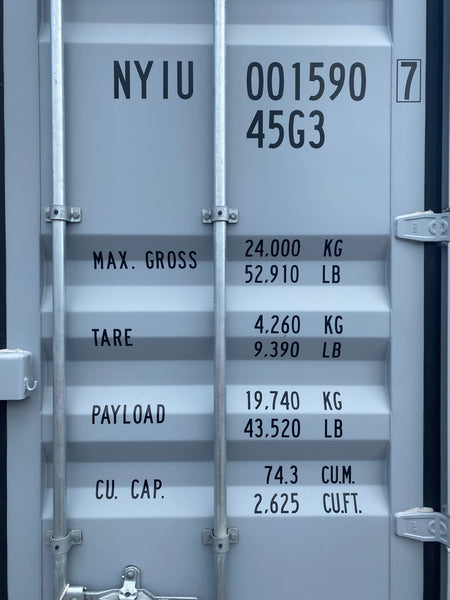 NYIU 001590 7
45G3
MAX. GROSS 24,000 KG
52,910 LB
TARE 4,260 KG
9,390 LB
PAYLOAD 19,740 KG
43,520 LB
CU. CAP. 74.3 CU.M.
2,625 CU.FT.